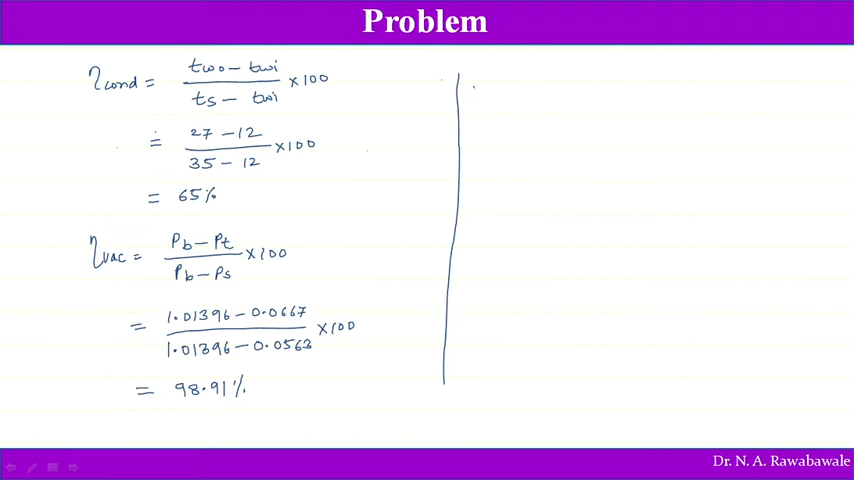 Problem
ηcond = two - twi / ts - twi × 100
= 27 - 12 / 35 - 12 × 100
= 65%
ηvac = Pb - Pt / Pb - Ps × 100
= 1.01396 - 0.0667 / 1.01396 - 0.0563 × 100
= 98.91%
Dr. N. A. Rawabawale